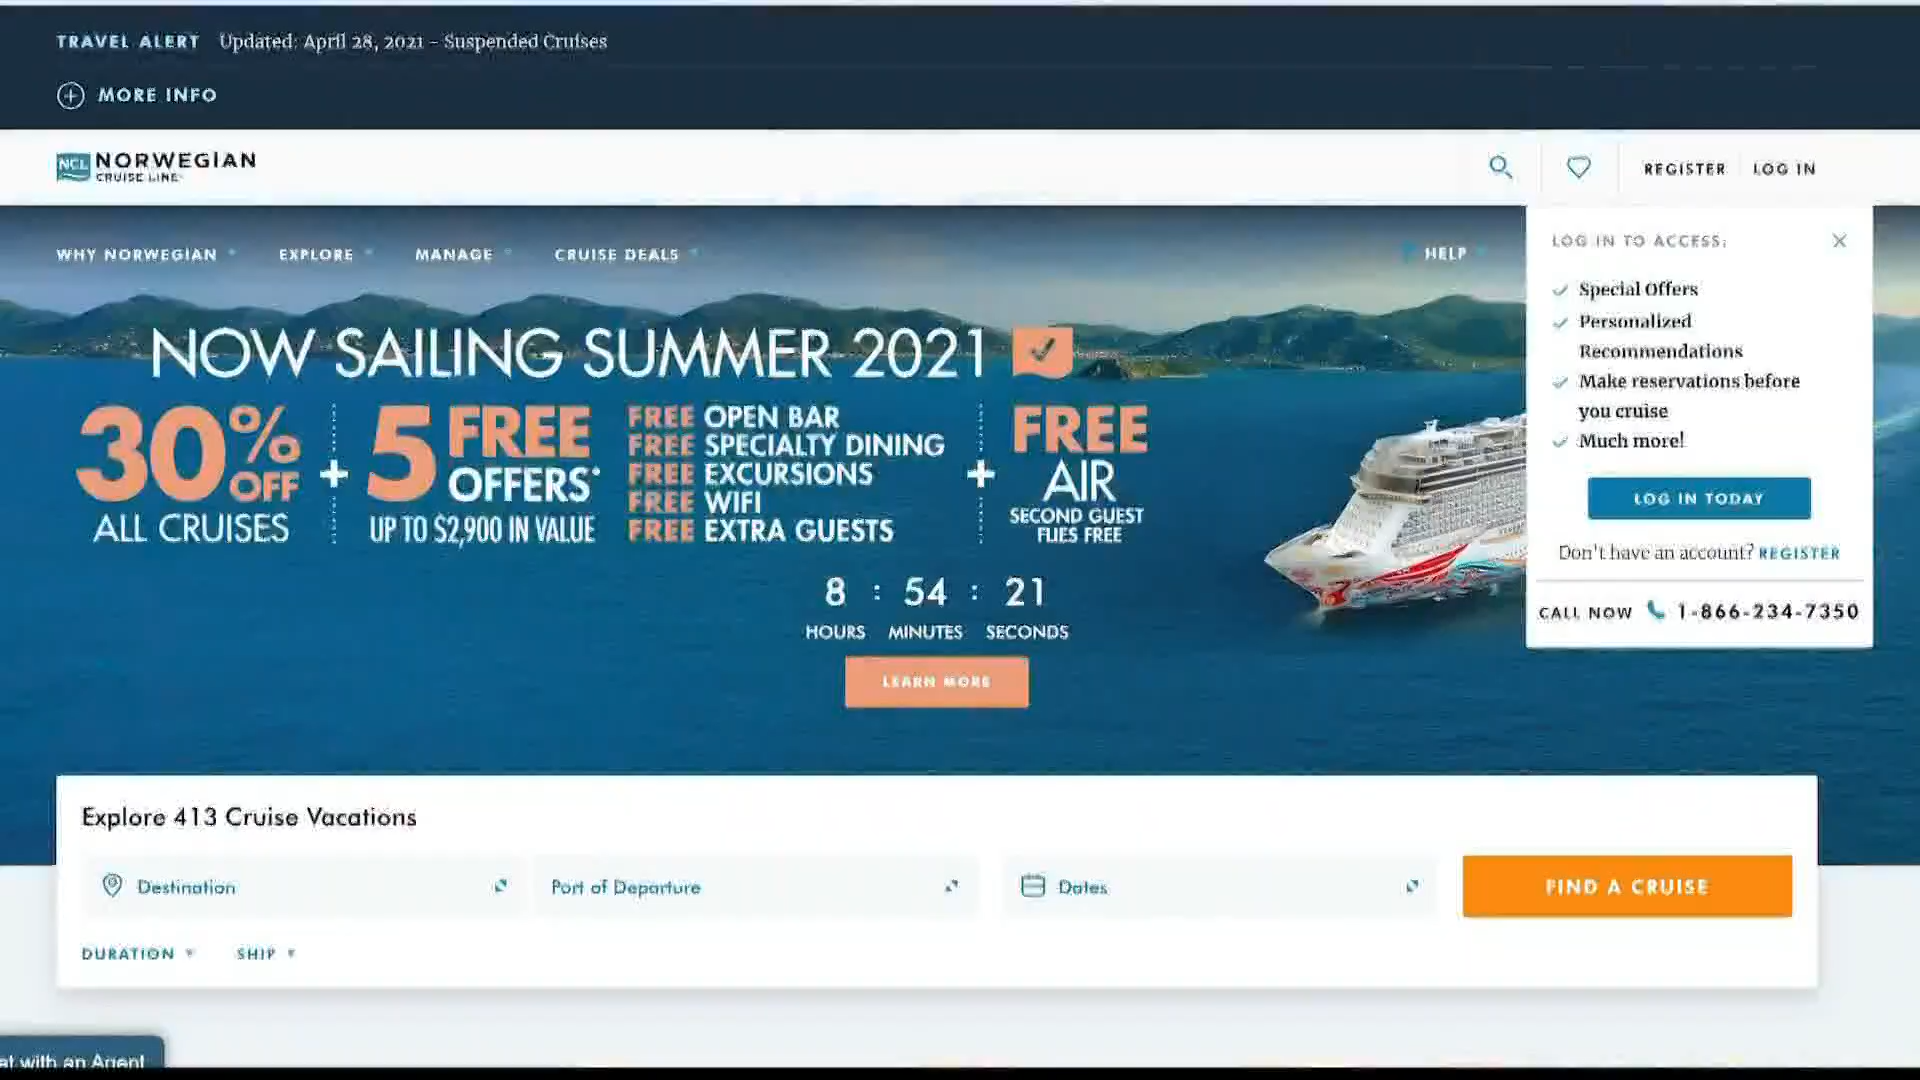 TRAVEL ALERT Updated: April 28, 2021 - Suspended Cruises
MORE INFO
NCL NORWEGIAN
CRUISE LINE
REGISTER LOG IN
WHY NORWEGIAN EXPLORE MANAGE CRUISE DEALS HELP
NOW SAILING SUMMER 2021
30% OFF
ALL CRUISES
+
5 FREE
OFFERS*
UP TO $2,900 IN VALUE
FREE OPEN BAR
FREE SPECIALTY DINING
FREE EXCURSIONS
FREE WIFI
FREE EXTRA GUESTS
+
FREE
AIR
SECOND GUEST
FLIES FREE
8 : 54 : 21
HOURS MINUTES SECONDS
LEARN MORE
LOG IN TO ACCESS:
Special Offers
Personalized
Recommendations
Make reservations before
you cruise
Much more!
LOG IN TODAY
Don't have an account? REGISTER
CALL NOW 1-866-234-7350
Explore 413 Cruise Vacations
Destination
Port of Departure
Dates
FIND A CRUISE
DURATION SHIP
at with an Agent